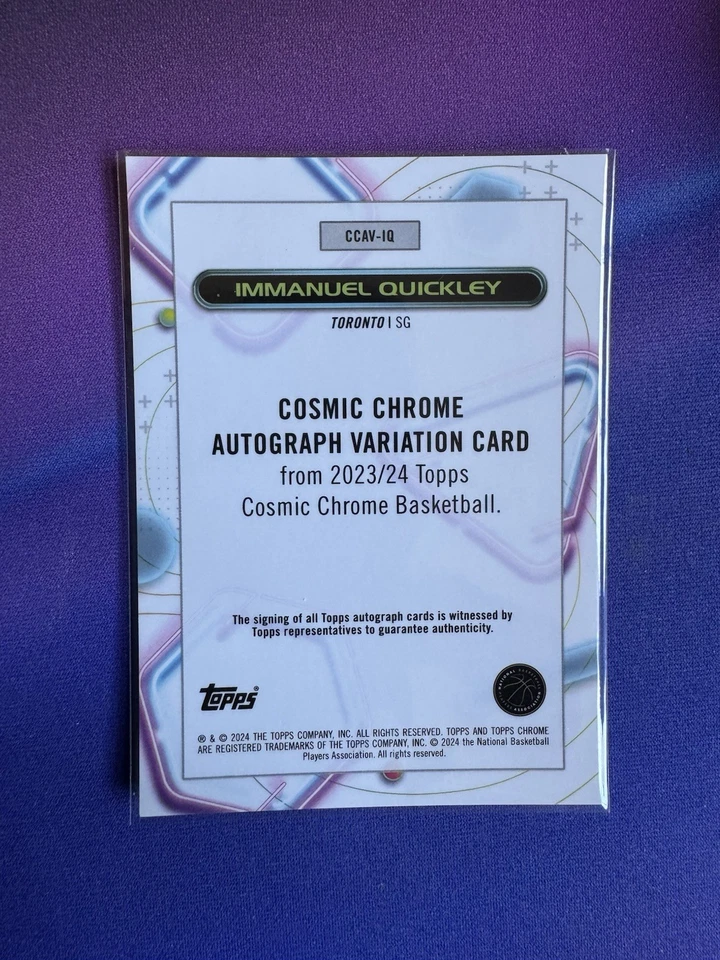 CCAV-IQ
IMMANUEL QUICKLEY
TORONTO | SG
COSMIC CHROME
AUTOGRAPH VARIATION CARD
from 2023/24 Topps
Cosmic Chrome Basketball.
The signing of all Topps autograph cards is witnessed by
Topps representatives to guarantee authenticity.
Topps®
® & © 2024 THE TOPPS COMPANY, INC. ALL RIGHTS RESERVED. TOPPS AND TOPPS CHROME
ARE REGISTERED TRADEMARKS OF THE TOPPS COMPANY, INC. © 2024 the National Basketball
Players Association. All rights reserved.